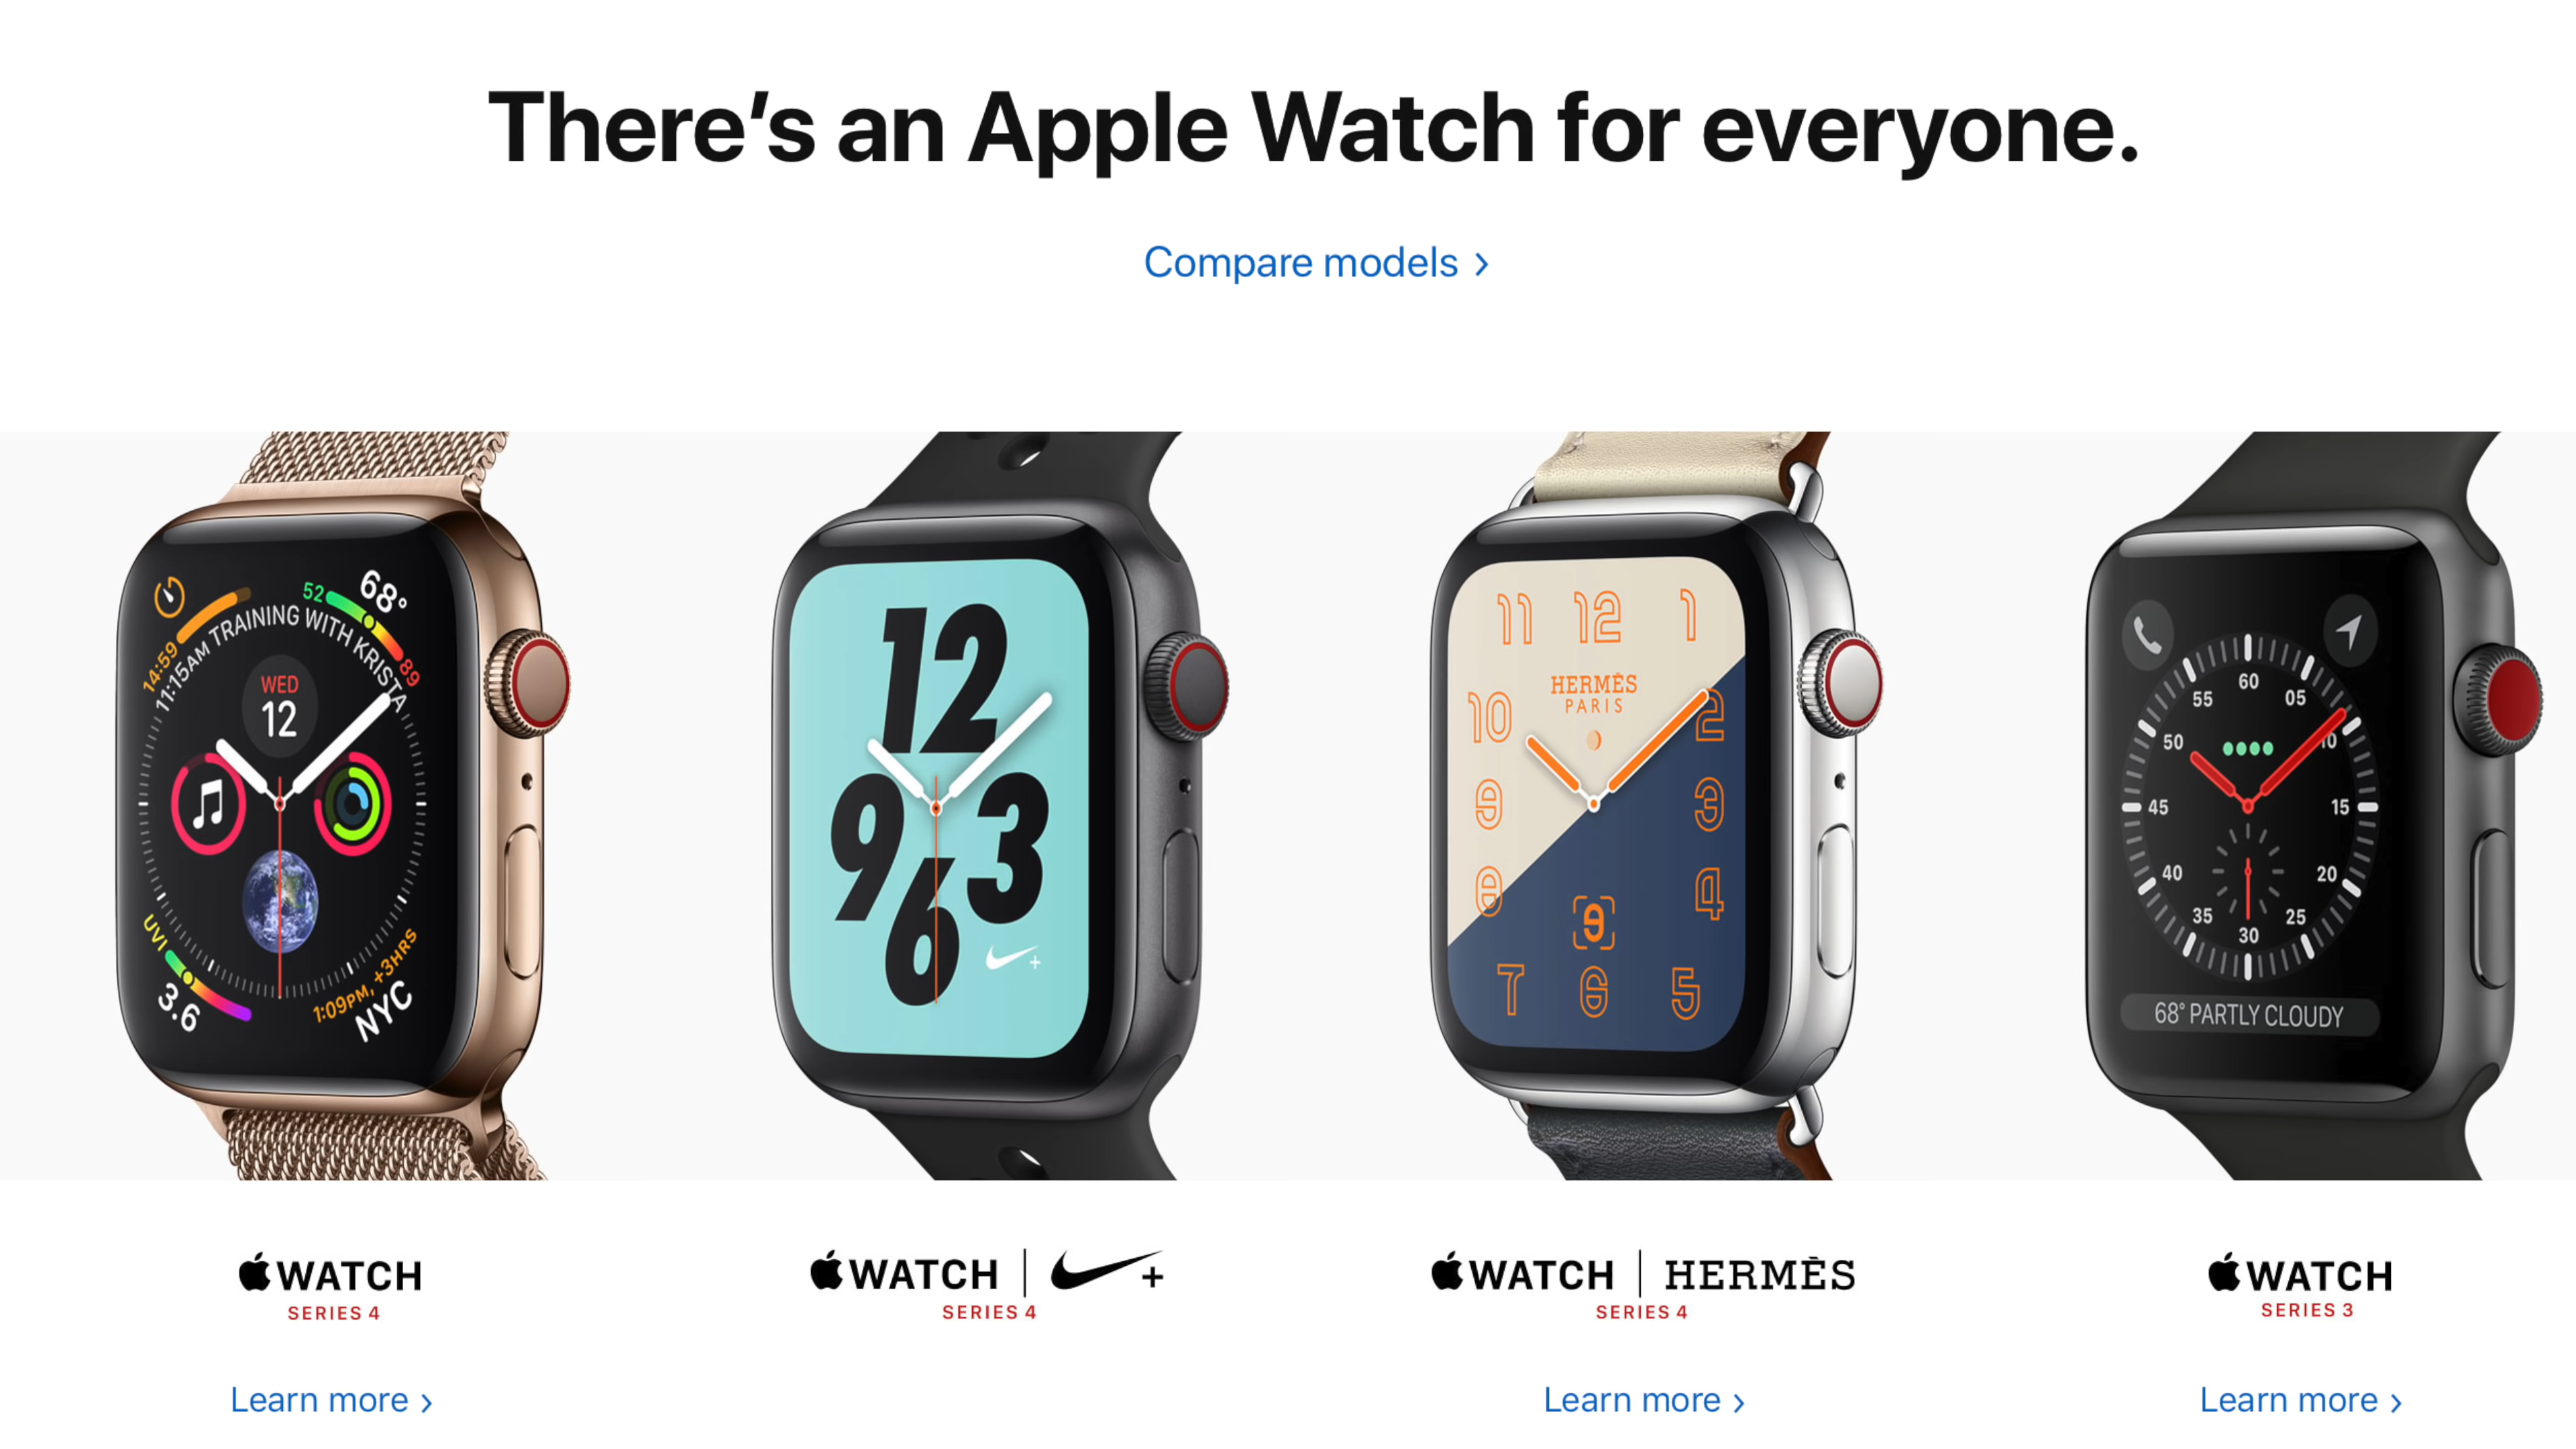 There’s an Apple Watch for everyone.
Compare models >
14:59
11:15AM TRAINING WITH KRISTA
52
68°
89
WED
12
UVI
3.6
1:09PM, +3HRS
NYC
12
9
3
6
+
11 12 1
HERMÈS
PARIS
10
2
9
3
8
4
9
7 6 5
60
55
05
50
10
45
15
40
20
35
25
30
68° PARTLY CLOUDY
WATCH
SERIES 4
Learn more >
WATCH | +
SERIES 4
WATCH | HERMÈS
SERIES 4
Learn more >
WATCH
SERIES 3
Learn more >